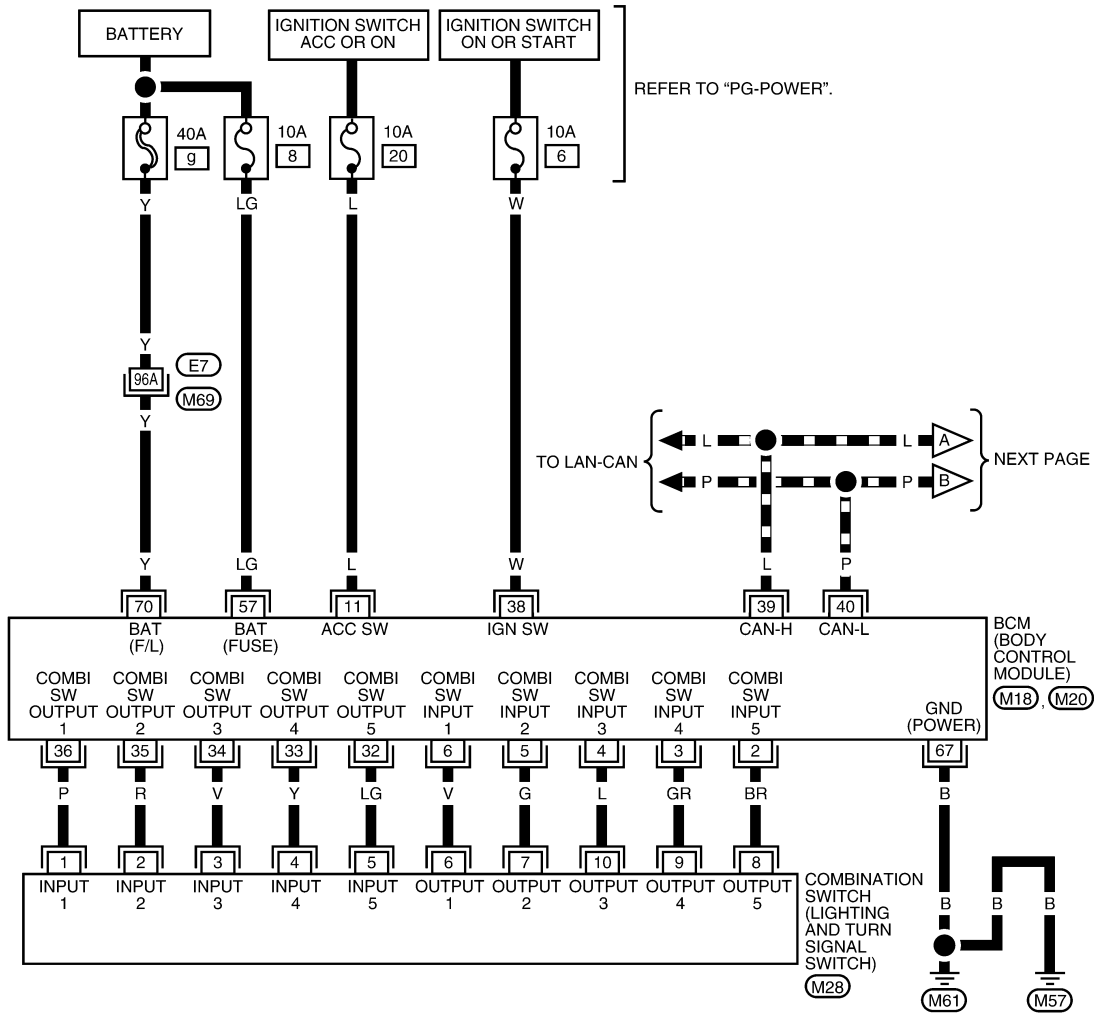 BATTERY
IGNITION SWITCH
ACC OR ON
IGNITION SWITCH
ON OR START
REFER TO “PG-POWER”.
40A
g
10A
8
10A
20
10A
6
Y
LG
L
W
Y
96A
E7
M69
Y
TO LAN-CAN
L
L
A
P
P
B
NEXT PAGE
Y
LG
L
W
L
P
70
57
11
38
39
40
BAT
(F/L)
BAT
(FUSE)
ACC SW
IGN SW
CAN-H
CAN-L
BCM
(BODY
CONTROL
MODULE)
M18 , M20
COMBI
SW
OUTPUT
1
COMBI
SW
OUTPUT
2
COMBI
SW
OUTPUT
3
COMBI
SW
OUTPUT
4
COMBI
SW
OUTPUT
5
COMBI
SW
INPUT
1
COMBI
SW
INPUT
2
COMBI
SW
INPUT
3
COMBI
SW
INPUT
4
COMBI
SW
INPUT
5
GND
(POWER)
36
35
34
33
32
6
5
4
3
2
67
P
R
V
Y
LG
V
G
L
GR
BR
B
1
2
3
4
5
6
7
10
9
8
INPUT
1
INPUT
2
INPUT
3
INPUT
4
INPUT
5
OUTPUT
1
OUTPUT
2
OUTPUT
3
OUTPUT
4
OUTPUT
5
COMBINATION
SWITCH
(LIGHTING
AND TURN
SIGNAL
SWITCH)
M28
B
B
B
M61
M57